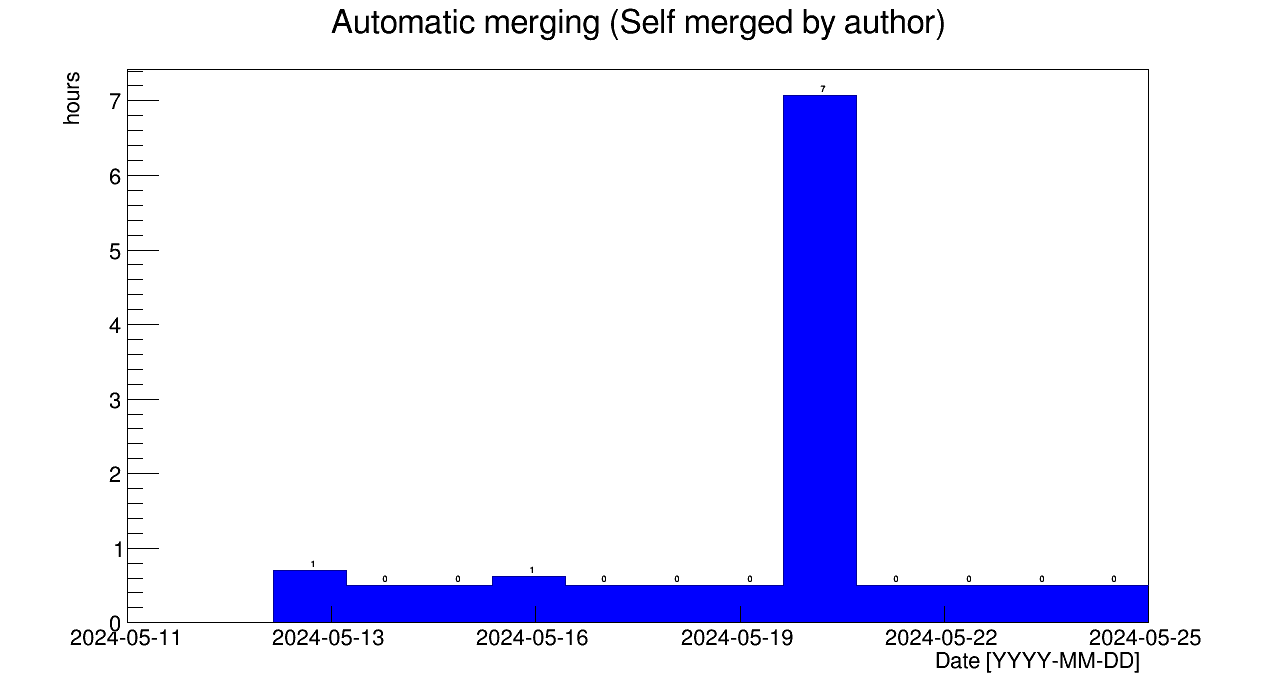 Automatic merging (Self merged by author)
hours
7
6
5
4
3
2
1
0
1 0 0 1 0 0 0 7 0 0 0 0
2024-05-11 2024-05-13 2024-05-16 2024-05-19 2024-05-22 2024-05-25
Date [YYYY-MM-DD]